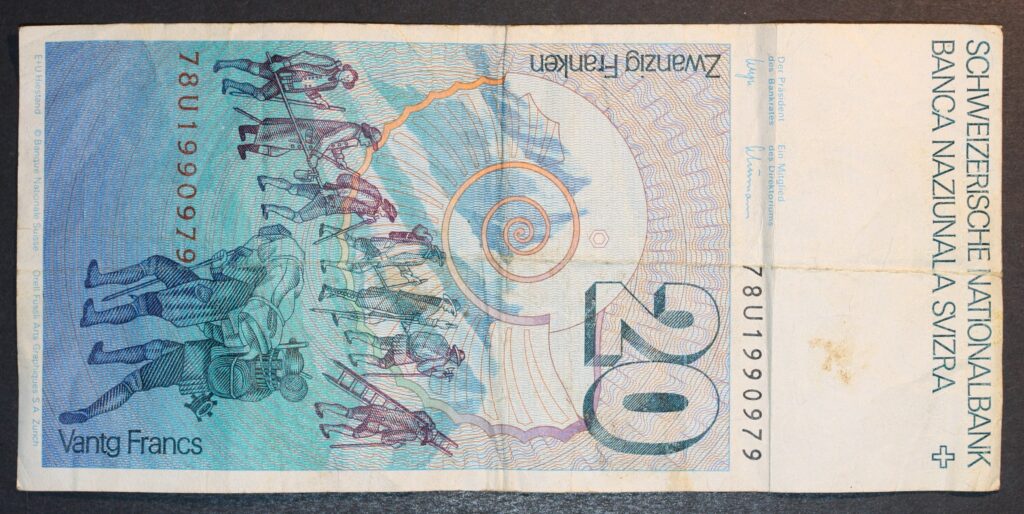 SCHWEIZERISCHE NATIONALBANK
BANCA NAZIUNALA SVIZRA
Der Präsident
des Bankrates
Ein Mitglied
des Direktoriums
78U1990979
Zwanzig Franken
20
78U1990979
Vantg Francs
E+U Hiestand © Banque Nationale Suisse Orell Füssli Arts Graphiques S.A. Zurich